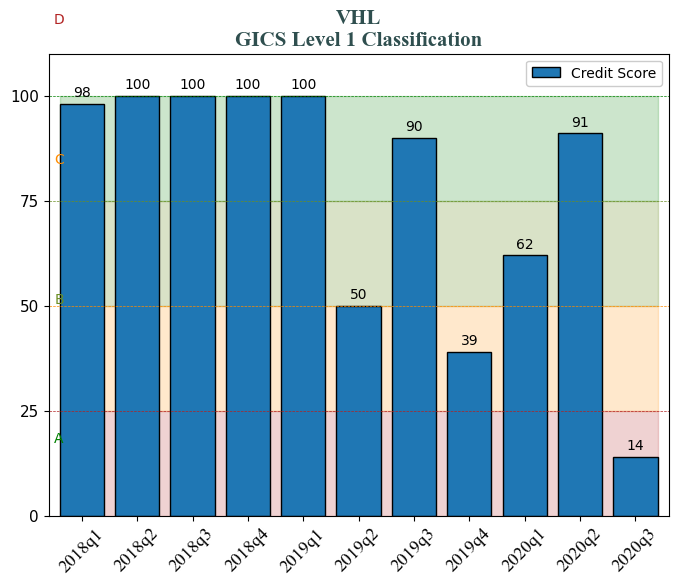 D
VHL
GICS Level 1 Classification
Credit Score
100
98
100
100
100
100
91
90
C
75
62
B
50
50
39
25
A
14
0
2018q1
2018q2
2018q3
2018q4
2019q1
2019q2
2019q3
2019q4
2020q1
2020q2
2020q3